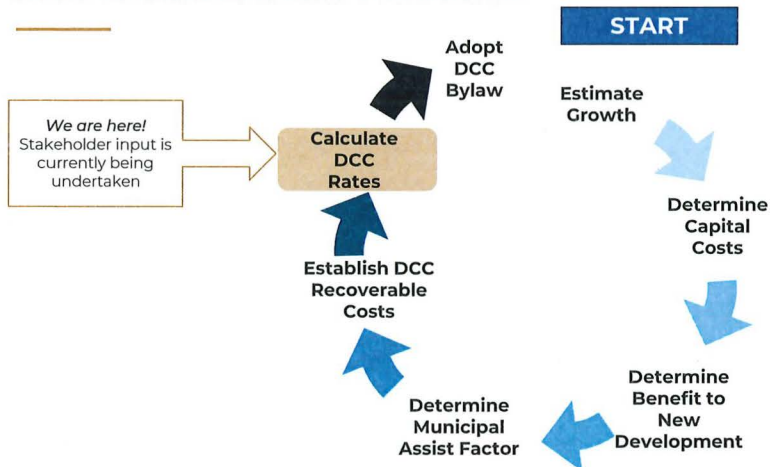 START
Estimate
Growth
Determine
Capital
Costs
Determine
Benefit to
New
Development
Determine
Municipal
Assist Factor
Establish DCC
Recoverable
Costs
Calculate
DCC
Rates
We are here!
Stakeholder input is
currently being
undertaken
Adopt
DCC
Bylaw